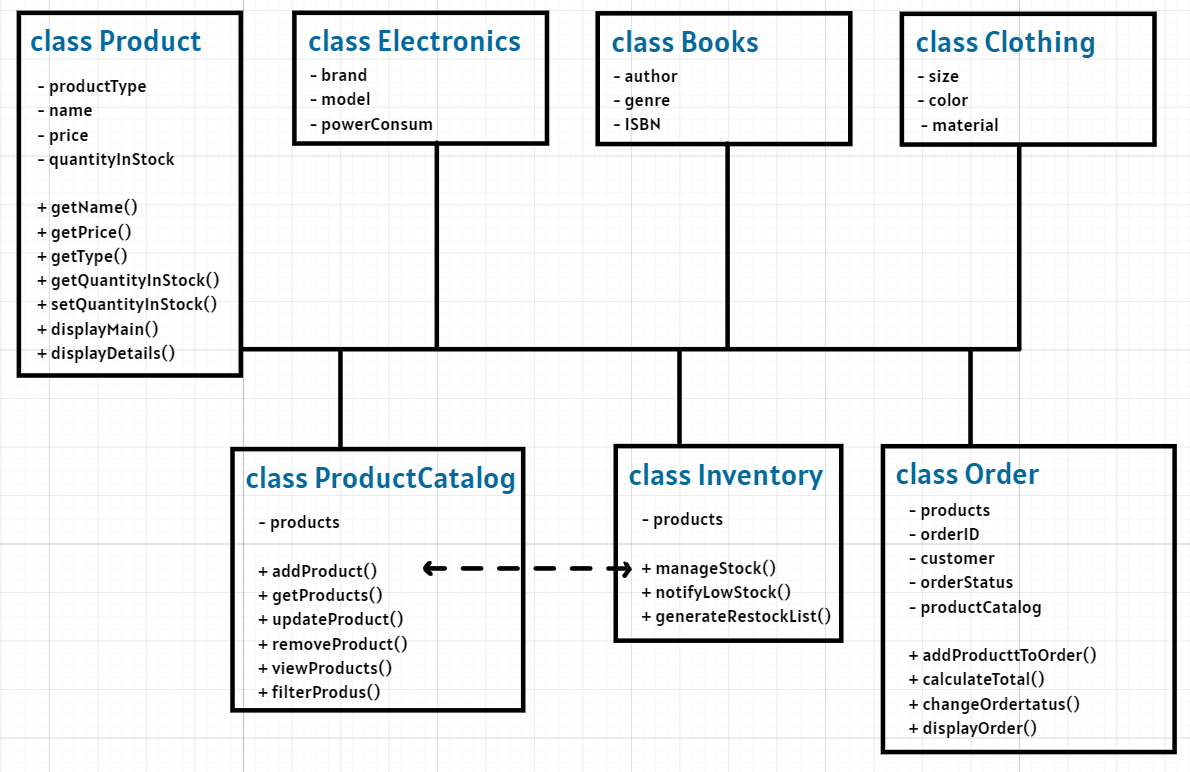 class Product
- productType
- name
- price
- quantityInStock
+ getName()
+ getPrice()
+ getType()
+ getQuantityInStock()
+ setQuantityInStock()
+ displayMain()
+ displayDetails()
class Electronics
- brand
- model
- powerConsum
class Books
- author
- genre
- ISBN
class Clothing
- size
- color
- material
class ProductCatalog
- products
+ addProduct()
+ getProducts()
+ updateProduct()
+ removeProduct()
+ viewProducts()
+ filterProdus()
class Inventory
- products
+ manageStock()
+ notifyLowStock()
+ generateRestockList()
class Order
- products
- orderID
- customer
- orderStatus
- productCatalog
+ addProducttToOrder()
+ calculateTotal()
+ changeOrdertatus()
+ displayOrder()